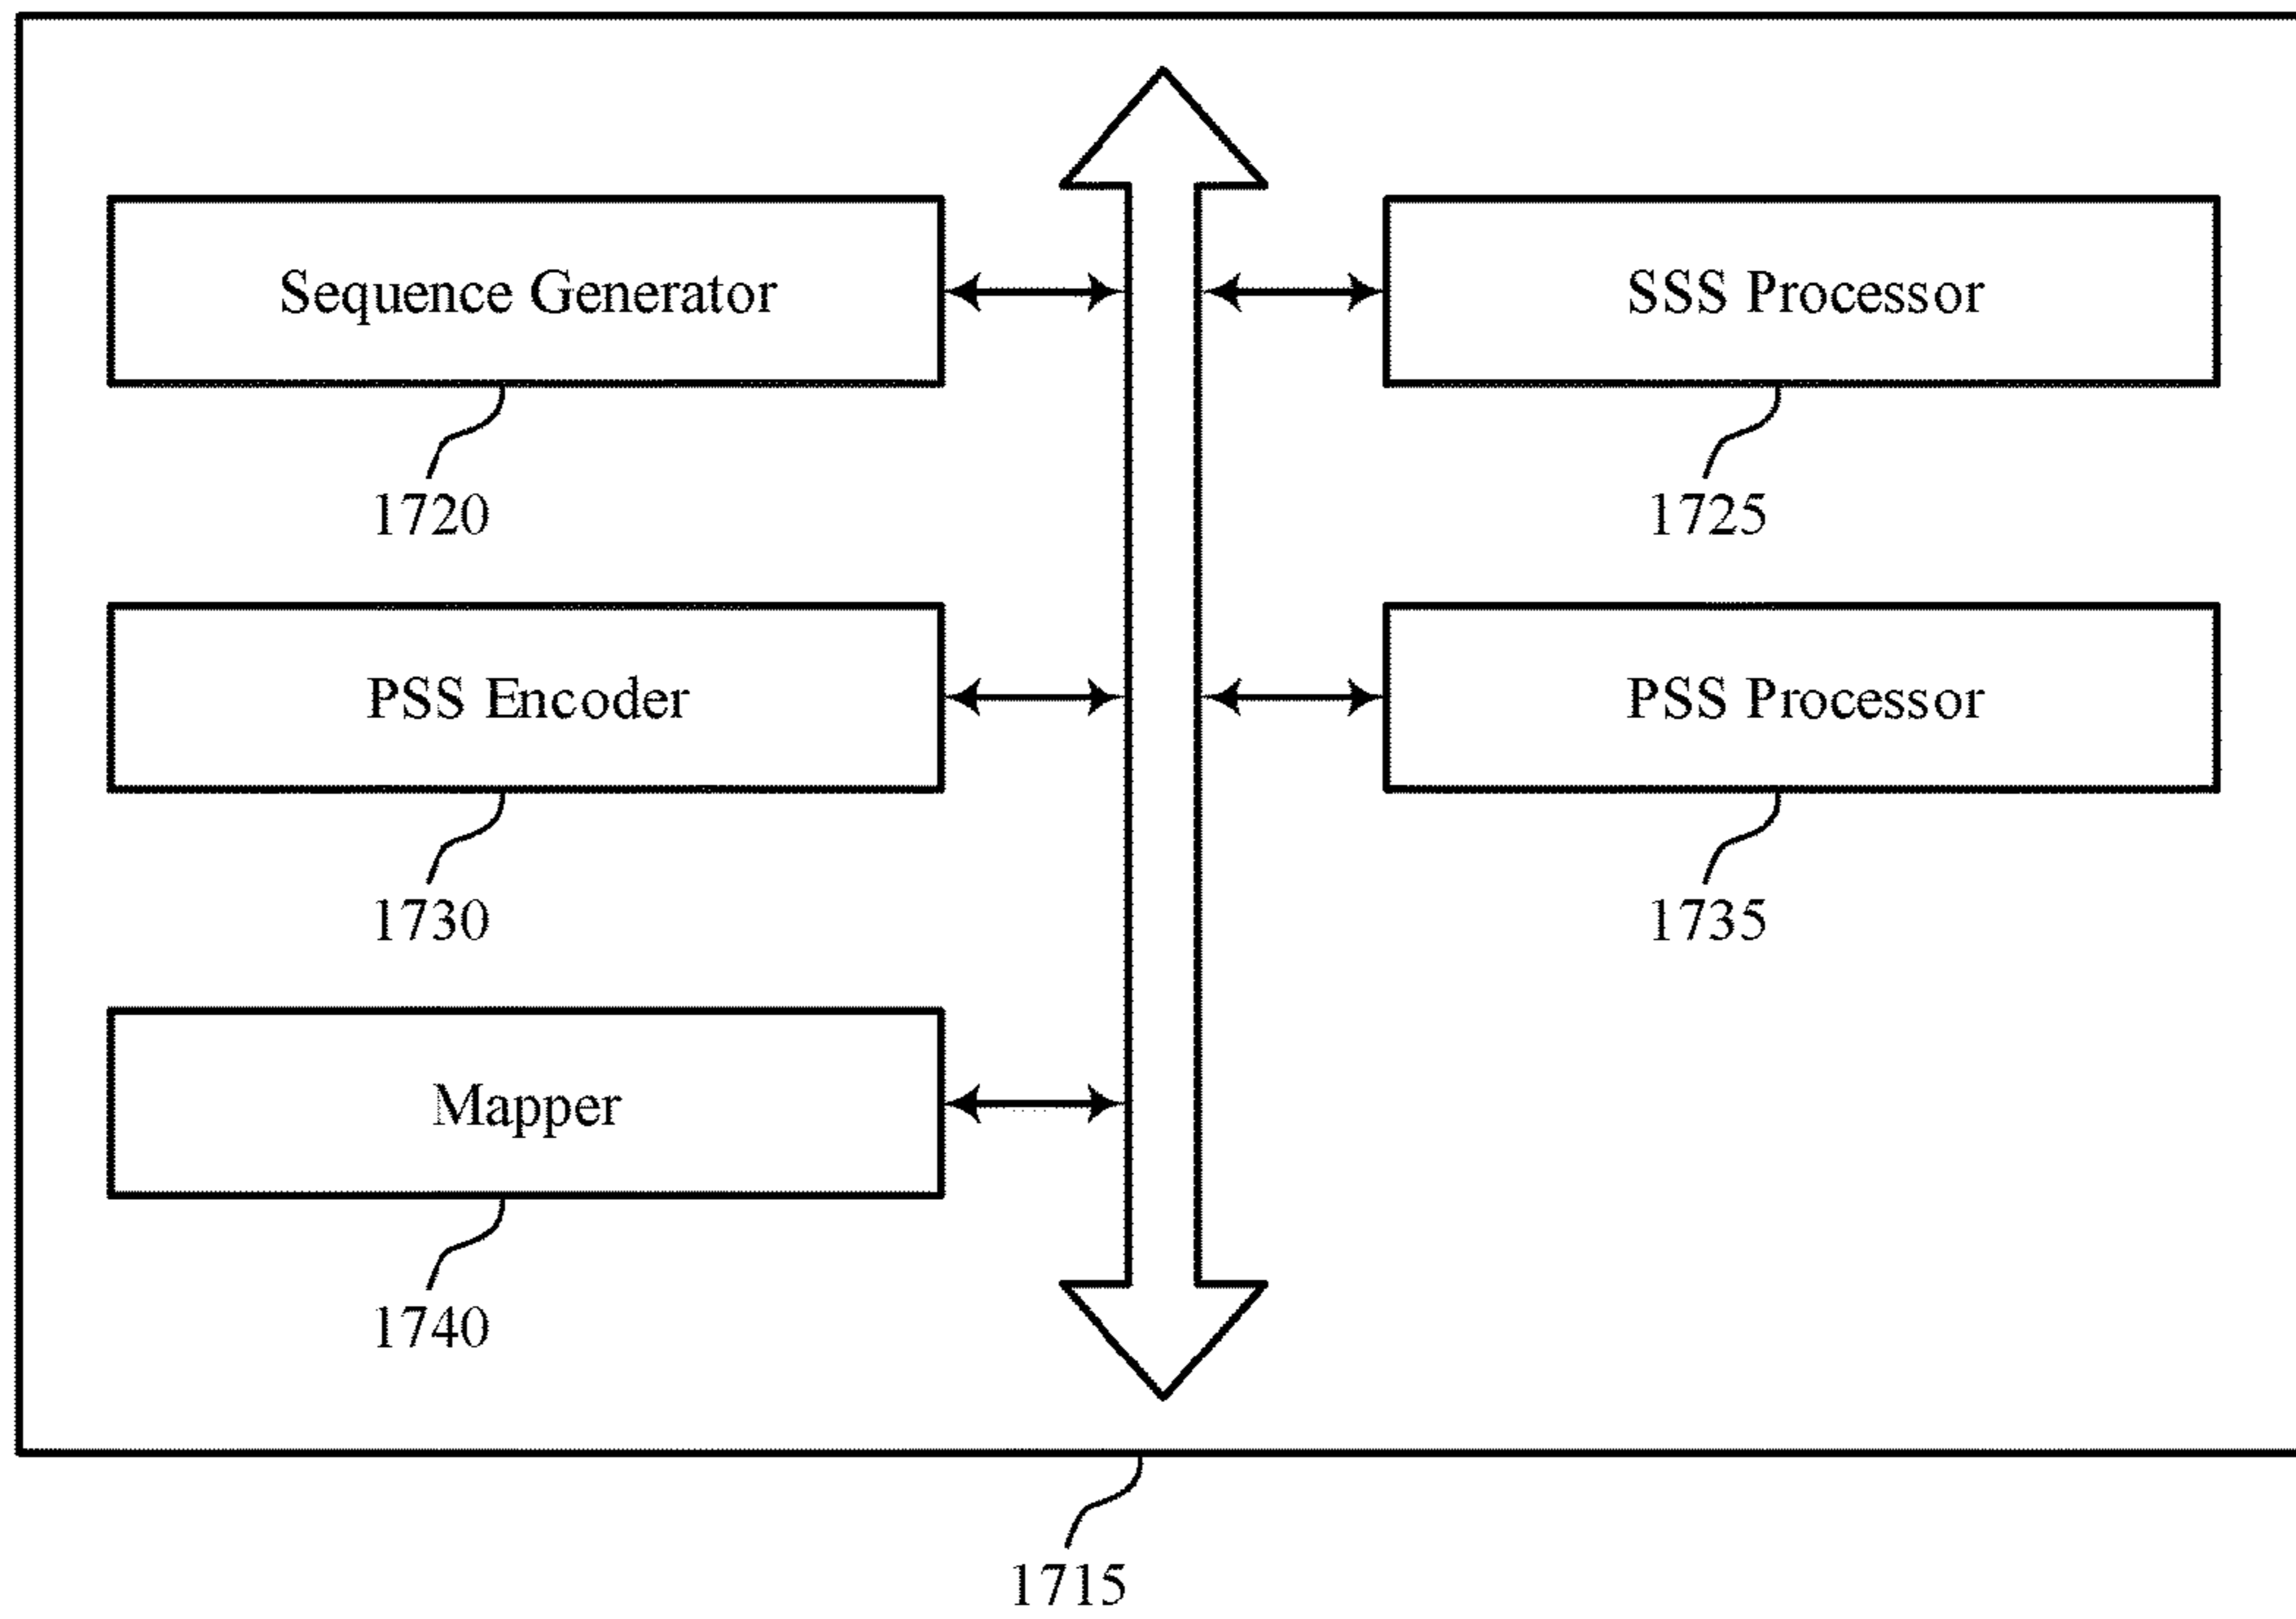 Sequence Generator
SSS Processor
1720
1725
PSS Encoder
PSS Processor
1730
1735
Mapper
1740
1715